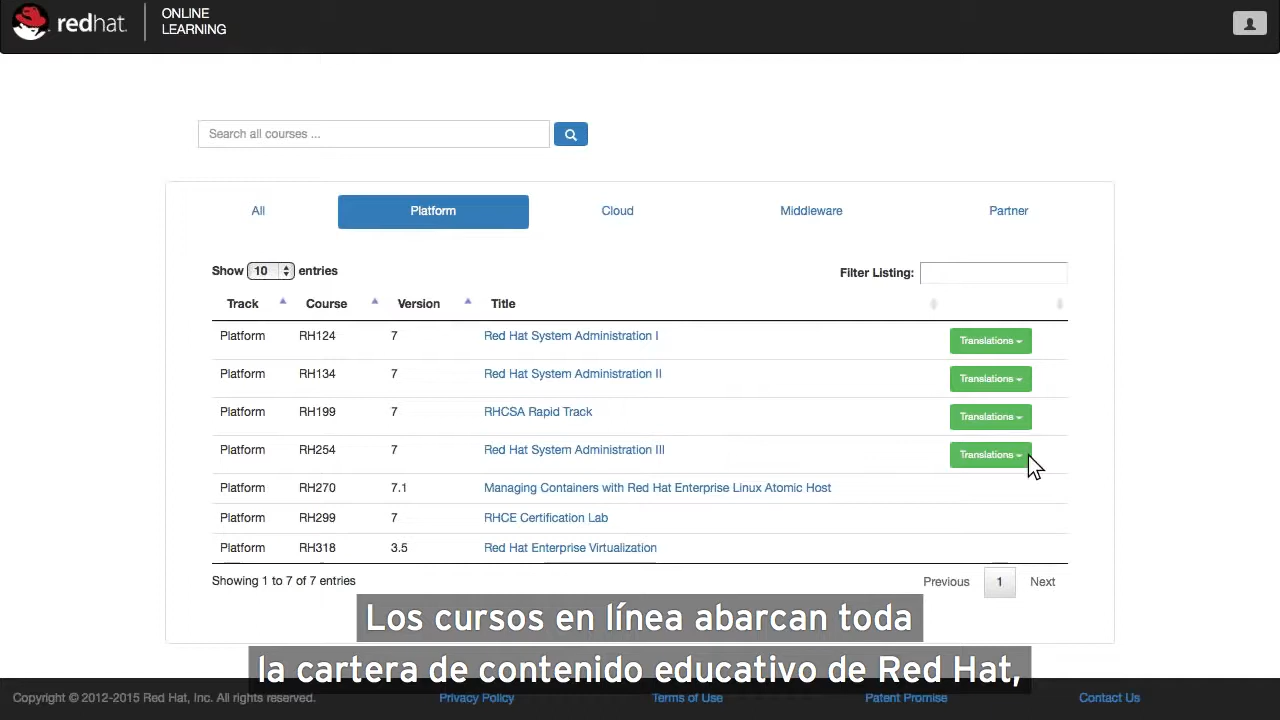 redhat. ONLINE
LEARNING
Search all courses ...
All Platform Cloud Middleware Partner
Show 10 entries Filter Listing:
Track Course Version Title
Platform RH124 7 Red Hat System Administration I Translations
Platform RH134 7 Red Hat System Administration II Translations
Platform RH199 7 RHCSA Rapid Track Translations
Platform RH254 7 Red Hat System Administration III Translations
Platform RH270 7.1 Managing Containers with Red Hat Enterprise Linux Atomic Host
Platform RH299 7 RHCE Certification Lab
Platform RH318 3.5 Red Hat Enterprise Virtualization
Showing 1 to 7 of 7 entries Previous 1 Next
Los cursos en línea abarcan toda
la cartera de contenido educativo de Red Hat,
Copyright © 2012-2015 Red Hat, Inc. All rights reserved. Privacy Policy Terms of Use Patent Promise Contact Us